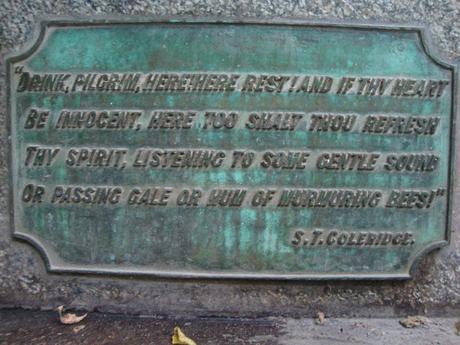 "DRINK, PILGRIM, HERE! HERE REST! AND IF THY HEART
BE INNOCENT, HERE TOO SHALT THOU REFRESH
THY SPIRIT, LISTENING TO SOME GENTLE SOUND
OR PASSING GALE OR HUM OF MURMURING BEES!"
S. T. COLERIDGE.